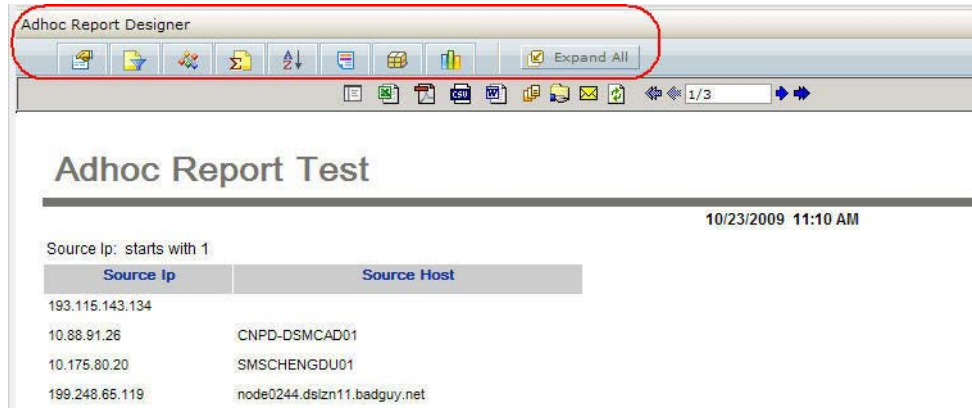 Adhoc Report Designer
Expand All
CSV
1/3
Adhoc Report Test
10/23/2009 11:10 AM
Source Ip: starts with 1
Source Ip Source Host
193.115.143.134
10.88.91.26 CNPD-DSMCAD01
10.175.80.20 SMSCHENGDU01
199.248.65.119 node0244.dslzn11.badguy.net